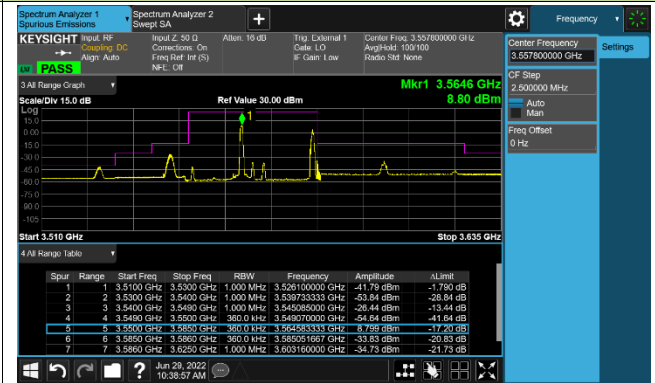 Spectrum Analyzer 1
Spurious Emissions
Spectrum Analyzer 2
Swept SA
+
Frequency
KEYSIGHT
Input: RF
Coupling: DC
Align: Auto
Input Z: 50 Ω
Corrections: On
Freq Ref: Int (S)
NFE: Off
Atten: 16 dB
Trig: External 1
Gate: LO
IF Gain: Low
Center Freq: 3.557800000 GHz
Avg|Hold: 100/100
Radio Std: None
PASS
Center Frequency
3.557800000 GHz
Settings
CF Step
2.500000 MHz
Auto
Man
Freq Offset
0 Hz
3 All Range Graph
Mkr1 3.5646 GHz
Scale/Div 15.0 dB
Ref Value 30.00 dBm
8.80 dBm
Log
1
15.0
0.00
-15.0
-30.0
-45.0
-60.0
-75.0
-90.0
-105
Start 3.510 GHz
Stop 3.635 GHz
4 All Range Table
Spur Range Start Freq Stop Freq RBW Frequency Amplitude ΔLimit
1 1 3.5100 GHz 3.5300 GHz 1.000 MHz 3.526100000 GHz -41.79 dBm -1.790 dB
2 2 3.5300 GHz 3.5400 GHz 1.000 MHz 3.539733333 GHz -53.84 dBm -28.84 dB
3 3 3.5400 GHz 3.5490 GHz 1.000 MHz 3.545085000 GHz -26.44 dBm -13.44 dB
4 4 3.5490 GHz 3.5500 GHz 360.0 kHz 3.549070000 GHz -54.64 dBm -41.64 dB
5 5 3.5500 GHz 3.5850 GHz 360.0 kHz 3.564583333 GHz 8.799 dBm -17.20 dB
6 6 3.5850 GHz 3.5860 GHz 360.0 kHz 3.585051667 GHz -33.83 dBm -20.83 dB
7 7 3.5860 GHz 3.6250 GHz 1.000 MHz 3.603160000 GHz -34.73 dBm -21.73 dB
?
Jun 29, 2022
10:38:57 AM